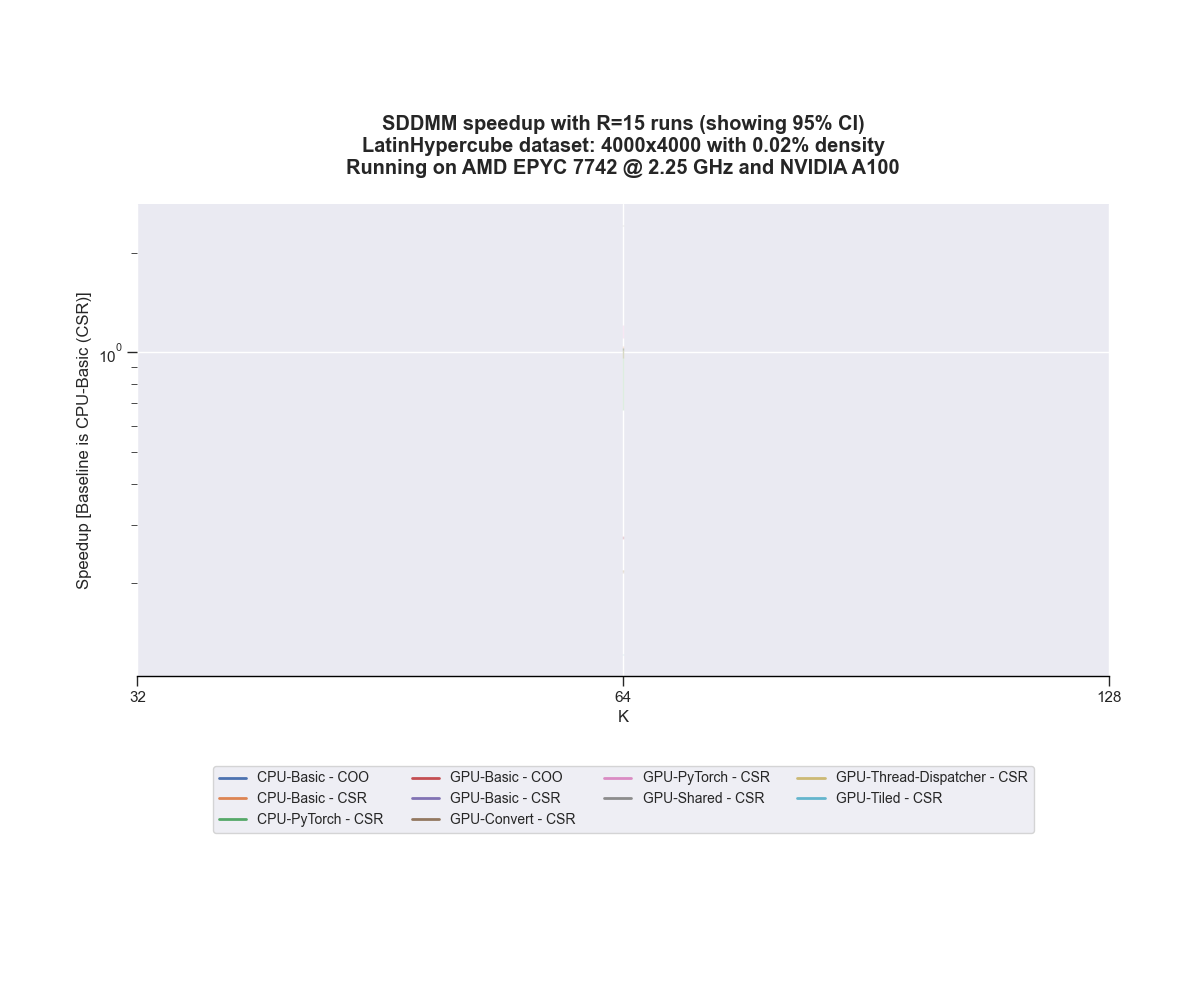 SDDMM speedup with R=15 runs (showing 95% CI)
LatinHypercube dataset: 4000x4000 with 0.02% density
Running on AMD EPYC 7742 @ 2.25 GHz and NVIDIA A100
Speedup [Baseline is CPU-Basic (CSR)]
10^0
32 64 128
K
CPU-Basic - COO
CPU-Basic - CSR
CPU-PyTorch - CSR
GPU-Basic - COO
GPU-Basic - CSR
GPU-Convert - CSR
GPU-PyTorch - CSR
GPU-Shared - CSR
GPU-Thread-Dispatcher - CSR
GPU-Tiled - CSR